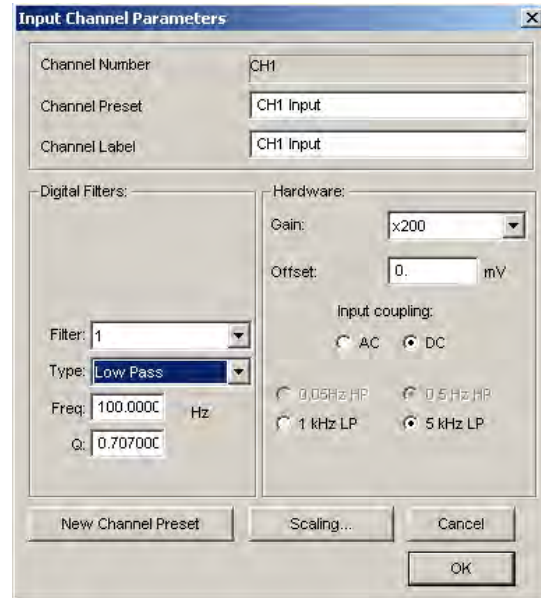 Input Channel Parameters
Channel Number CH1
Channel Preset CH1 Input
Channel Label CH1 Input
Digital Filters:
Filter: 1
Type: Low Pass
Freq: 100.000C Hz
Q: 0.70700C
Hardware:
Gain: x200
Offset: 0. mV
Input coupling:
AC DC
0,05Hz HP 0.5 Hz HP
1 kHz LP 5 kHz LP
New Channel Preset Scaling... Cancel
OK